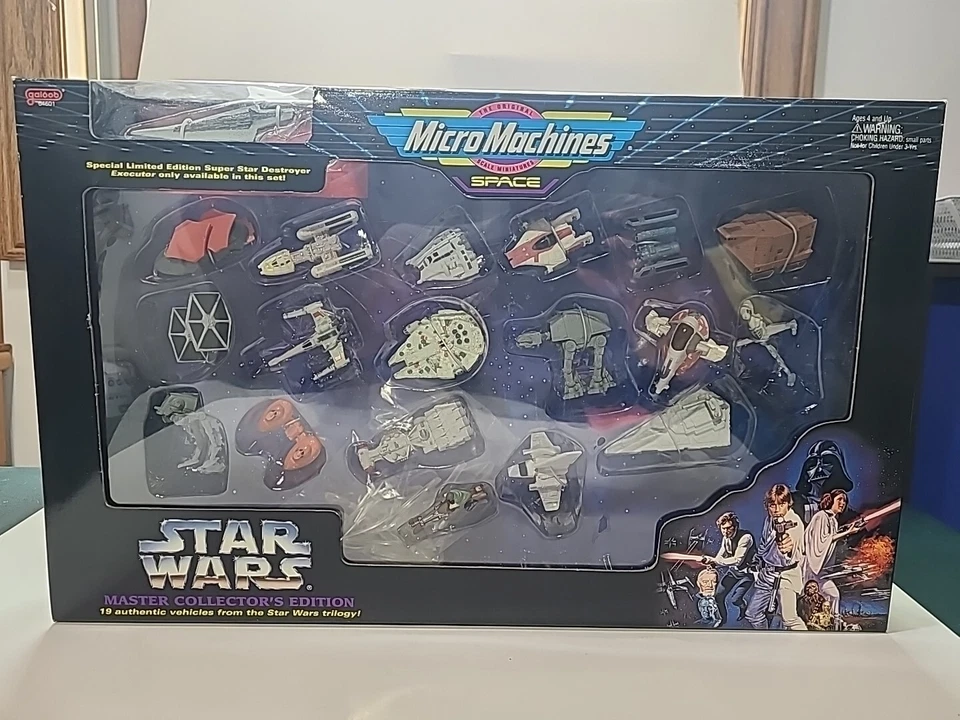 galoob
64601
THE ORIGINAL
MicroMachines
SCALE MINIATURES
SPACE
Ages 4 and Up
WARNING:
CHOKING HAZARD: small parts
Not for Children Under 3-Yrs
Special Limited Edition Super Star Destroyer
Executor only available in this set!
STAR
WARS
MASTER COLLECTOR'S EDITION
19 authentic vehicles from the Star Wars trilogy!